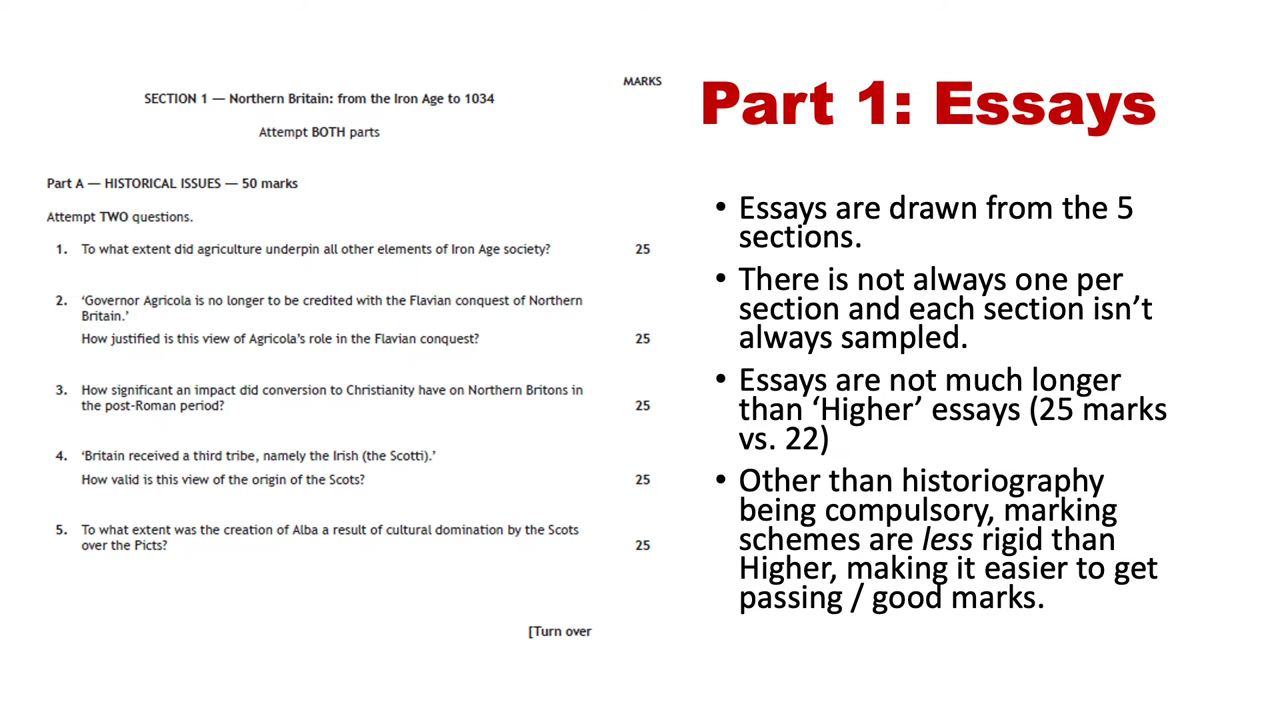 MARKS
SECTION 1 — Northern Britain: from the Iron Age to 1034
Attempt BOTH parts
Part A — HISTORICAL ISSUES — 50 marks
Attempt TWO questions.
1. To what extent did agriculture underpin all other elements of Iron Age society? 25
2. ‘Governor Agricola is no longer to be credited with the Flavian conquest of Northern
Britain.’
How justified is this view of Agricola’s role in the Flavian conquest? 25
3. How significant an impact did conversion to Christianity have on Northern Britons in
the post-Roman period? 25
4. ‘Britain received a third tribe, namely the Irish (the Scotti).’
How valid is this view of the origin of the Scots? 25
5. To what extent was the creation of Alba a result of cultural domination by the Scots
over the Picts? 25
[Turn over
Part 1: Essays
• Essays are drawn from the 5
sections.
• There is not always one per
section and each section isn’t
always sampled.
• Essays are not much longer
than ‘Higher’ essays (25 marks
vs. 22)
• Other than historiography
being compulsory, marking
schemes are less rigid than
Higher, making it easier to get
passing / good marks.